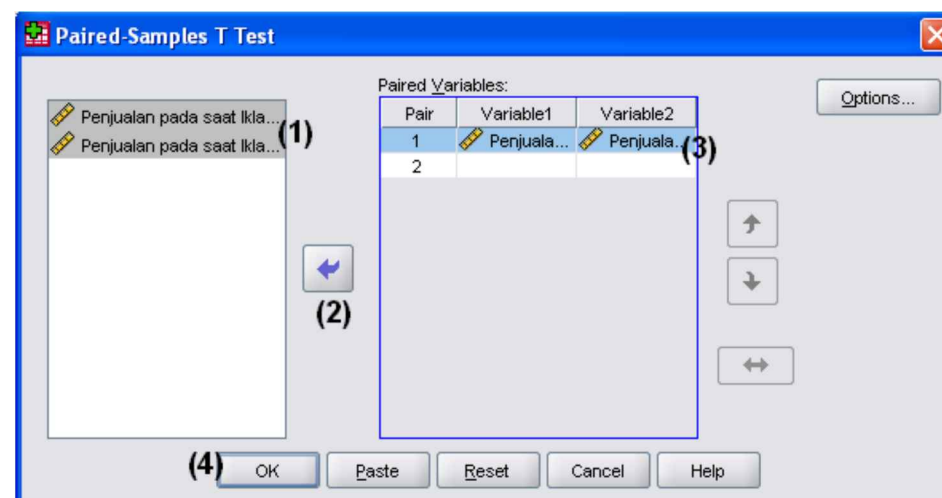 Paired-Samples T Test
Paired Variables:
Options...
Pair Variable1 Variable2
Penjualan pada saat Ikla...
(1)
Penjualan pada saat Ikla...
1 Penjuala... Penjuala...
(3)
2
(2)
(4)
OK Paste Reset Cancel Help